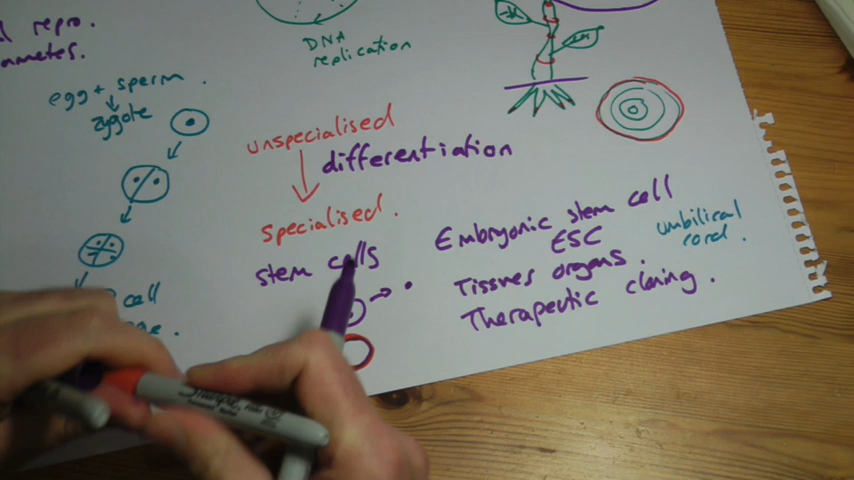 repro.
egg + sperm
zygote
cell
DNA
replication
unspecialised
differentiation
specialised.
stem cells
Embryonic stem cell
ESC
Tissues organs.
Therapeutic cloning.
umbilical
cord.
Sharpie